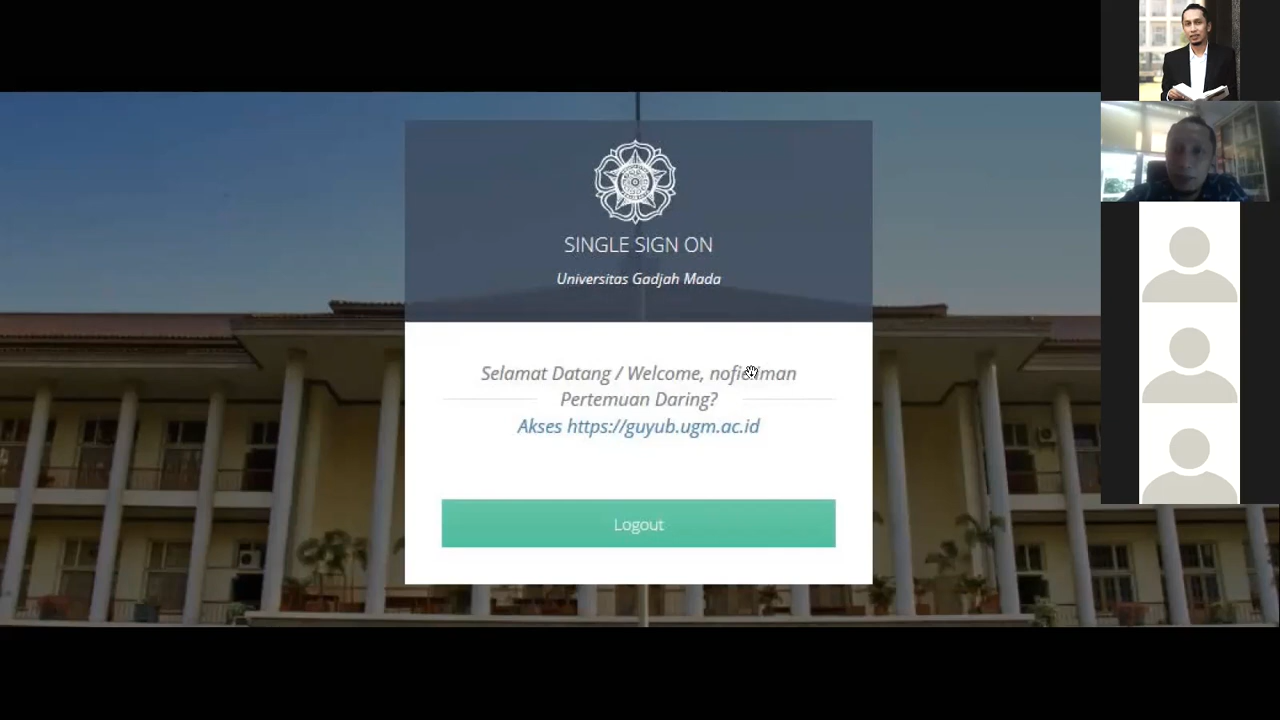 SINGLE SIGN ON
Universitas Gadjah Mada
Selamat Datang / Welcome,
Pertemuan Daring?
Akses https://guyub.ugm.ac.id
Logout